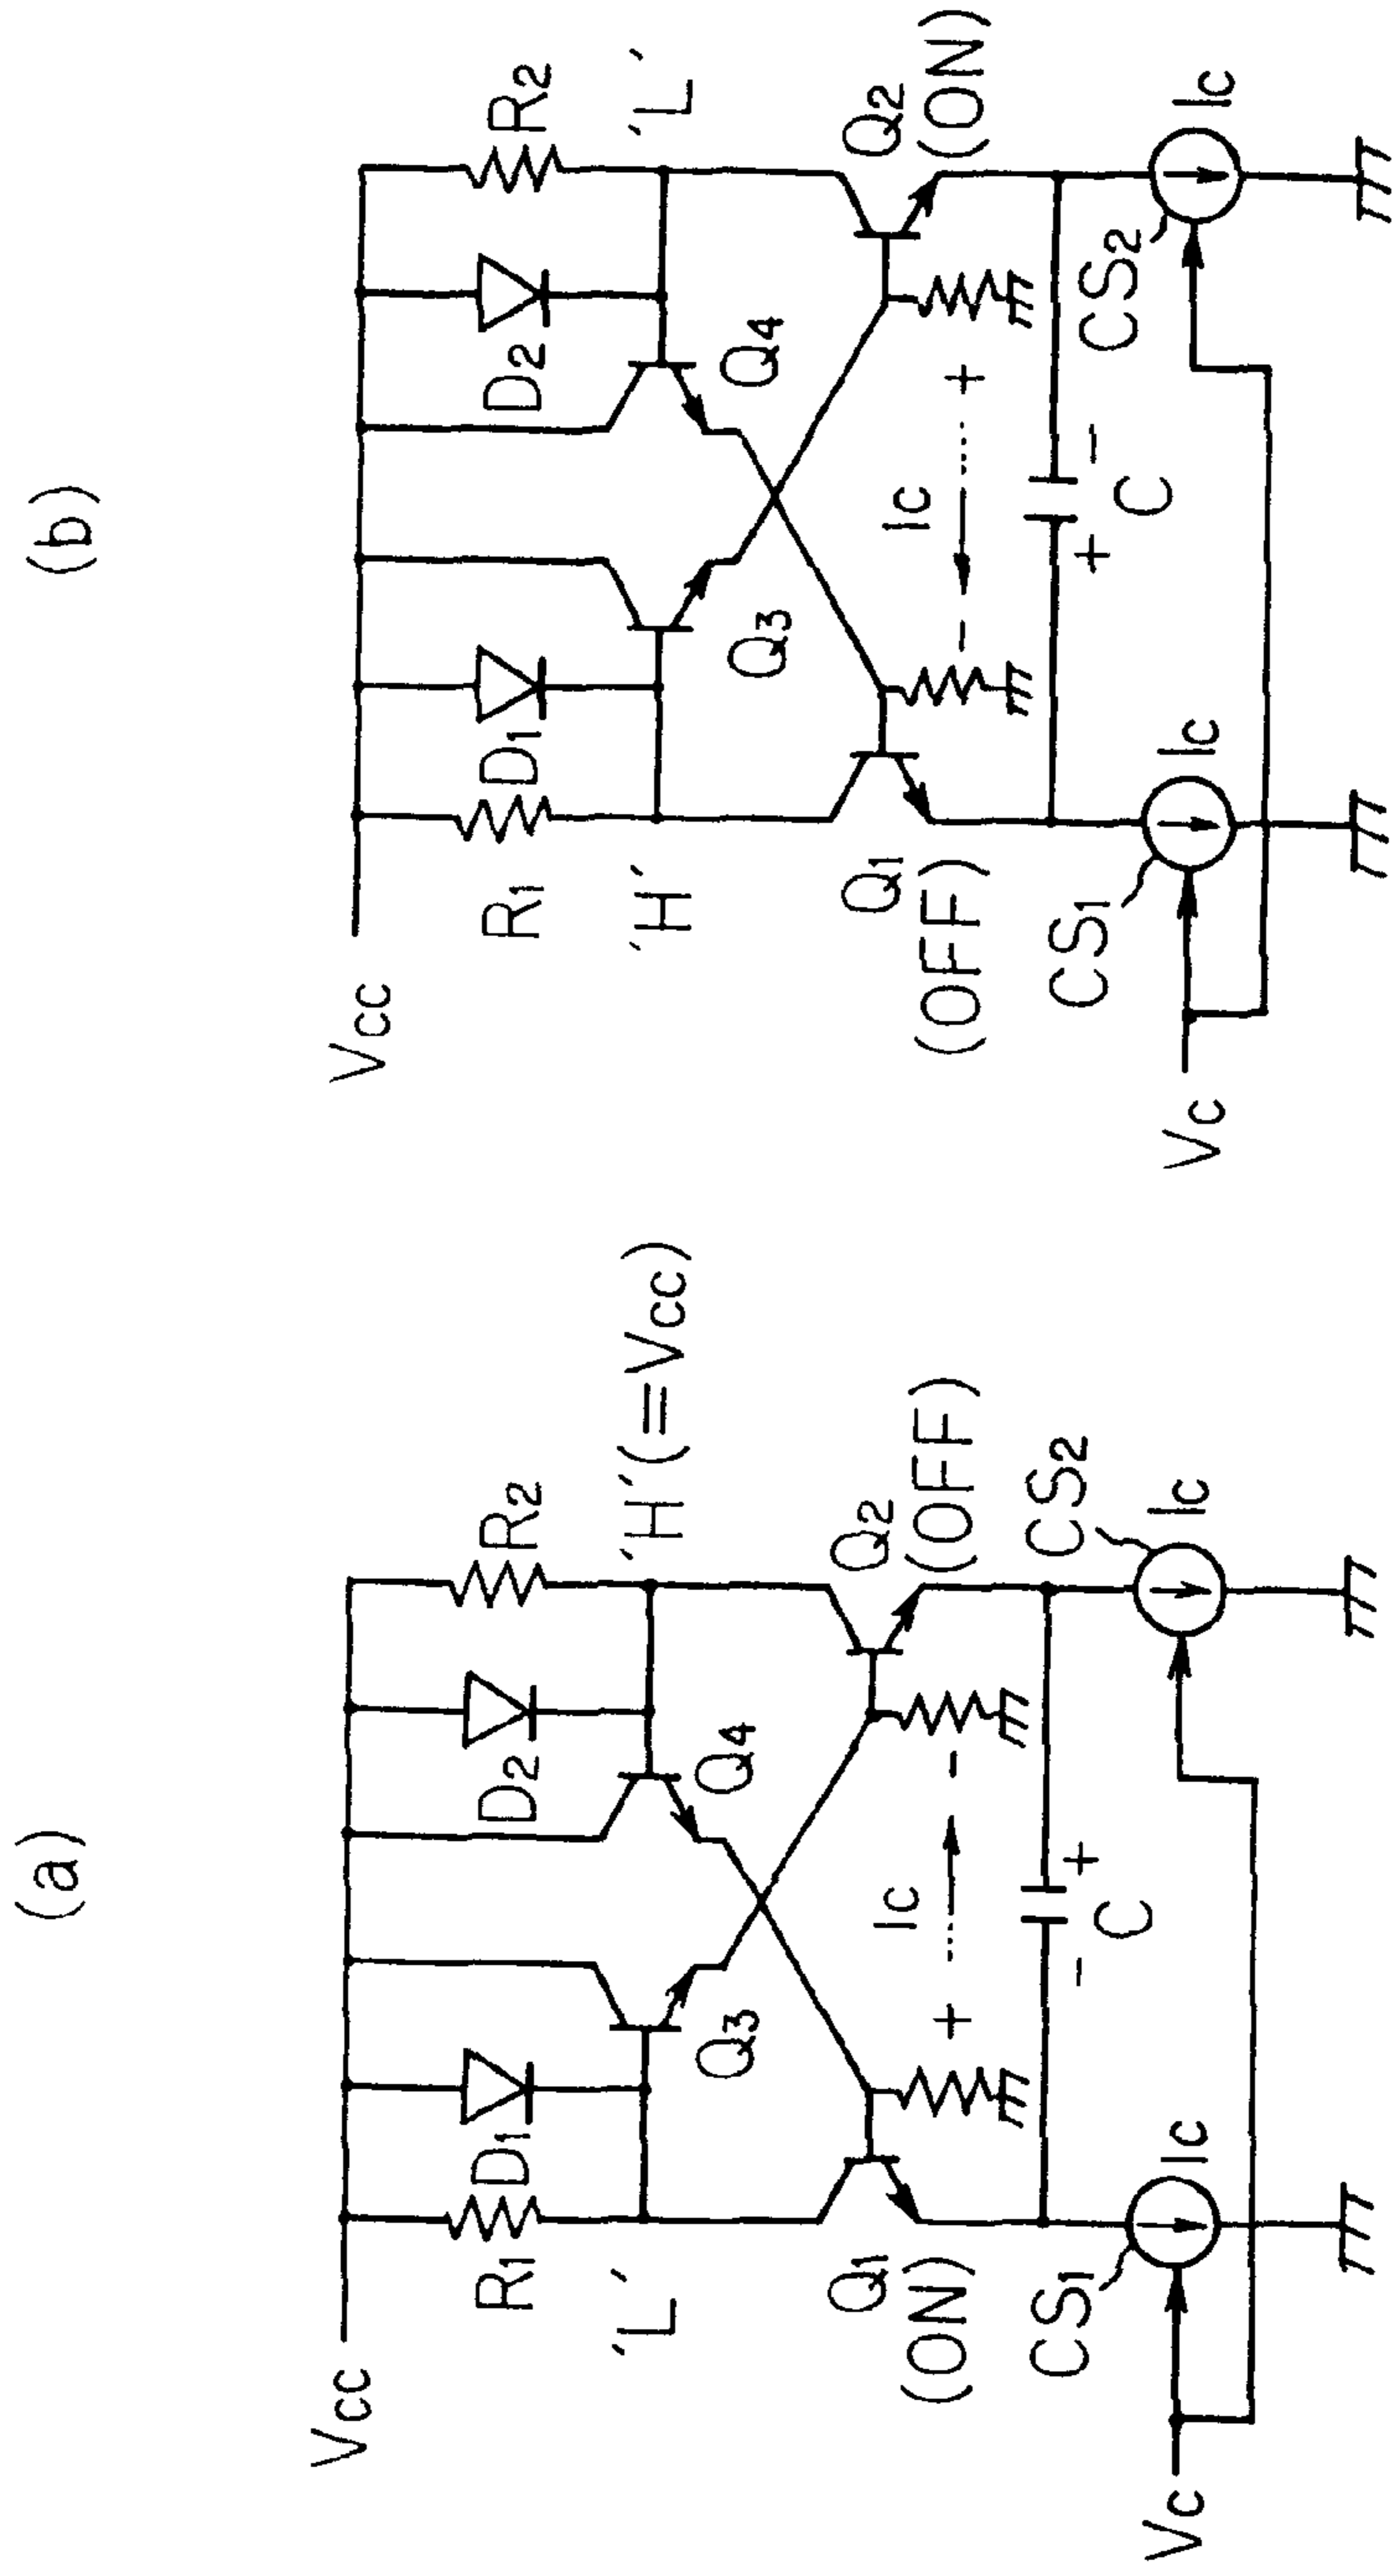 (a)
Vcc
R1
D1
D2
R2
'L'
Q3
Q4
'H'(=Vcc)
Q1
(ON)
Q2
(OFF)
Ic
+
-
-
+
C
CS1
Ic
CS2
Ic
Vc
(b)
Vcc
R1
D1
D2
R2
'H'
Q3
Q4
'L'
Q1
(OFF)
Q2
(ON)
Ic
-
+
+
-
C
CS1
Ic
CS2
Ic
Vc